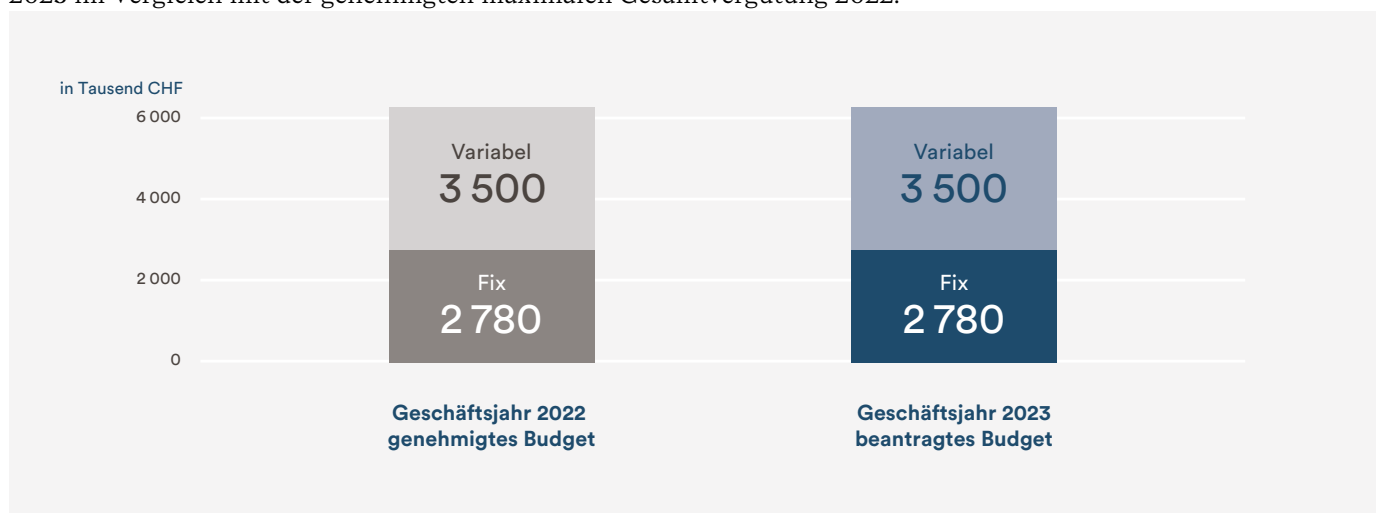 2023 im Vergleich mit der genehmigten maximalen Gesamtvergütung 2022.
in Tausend CHF
6 000
4 000
2 000
0
Variabel
3 500
Fix
2 780
Variabel
3 500
Fix
2 780
Geschäftsjahr 2022
genehmigtes Budget
Geschäftsjahr 2023
beantragtes Budget